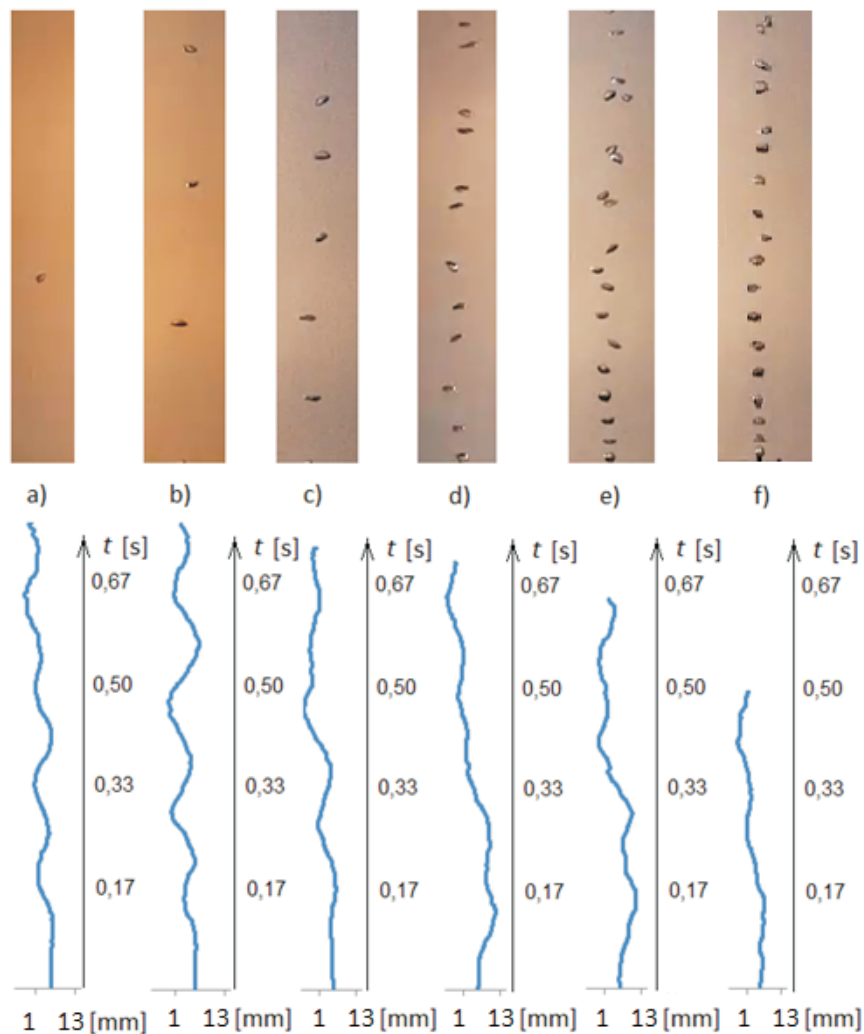 a) b) c) d) e) f)
t [s] t [s] t [s] t [s] t [s] t [s]
0,67 0,67 0,67 0,67 0,67 0,67
0,50 0,50 0,50 0,50 0,50 0,50
0,33 0,33 0,33 0,33 0,33 0,33
0,17 0,17 0,17 0,17 0,17 0,17
1 13 [mm] 1 13 [mm] 1 13 [mm] 1 13 [mm] 1 13 [mm] 1 13 [mm]